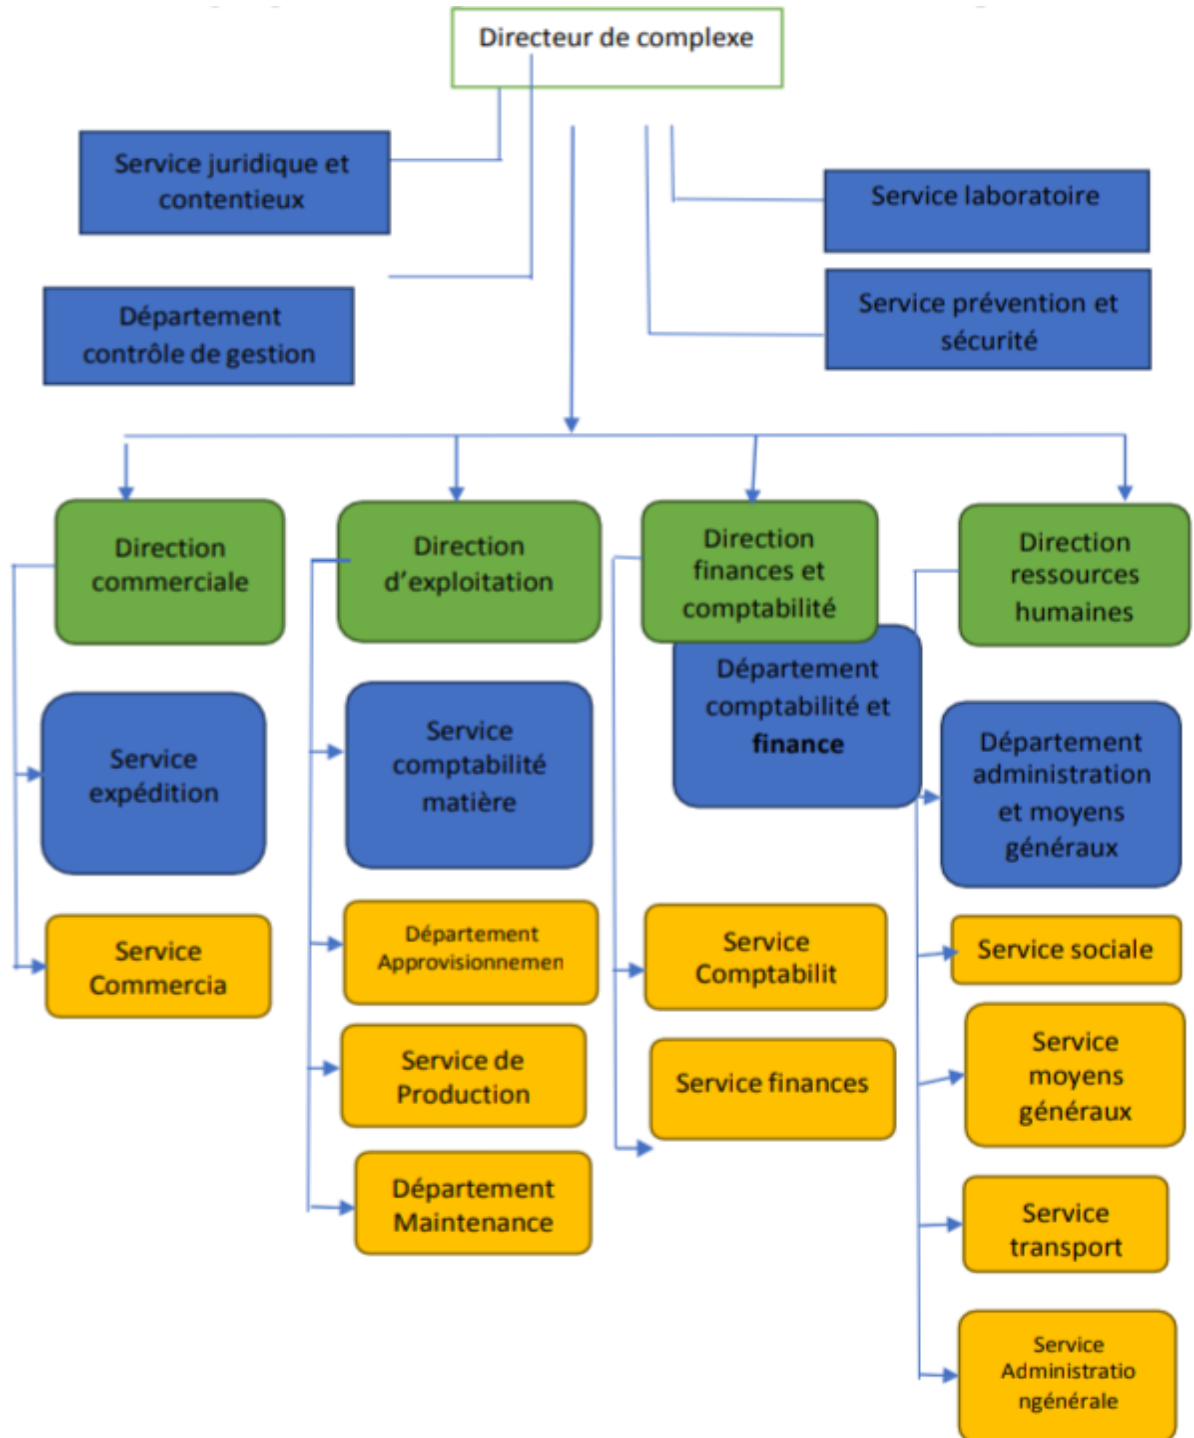 Directeur de complexe
Service juridique et
contentieux
Service laboratoire
Département
contrôle de gestion
Service prévention et
sécurité
Direction
commerciale
Direction
d'exploitation
Direction
finances et
comptabilité
Direction
ressources
humaines
Service
expédition
Service
comptabilité
matière
Département
comptabilité et
finance
Département
administration
et moyens
généraux
Service
Commercia
Département
Approvisionnemen
Service
Comptabilit
Service sociale
Service de
Production
Service finances
Service
moyens
généraux
Département
Maintenance
Service
transport
Service
Administratio
ngénérale